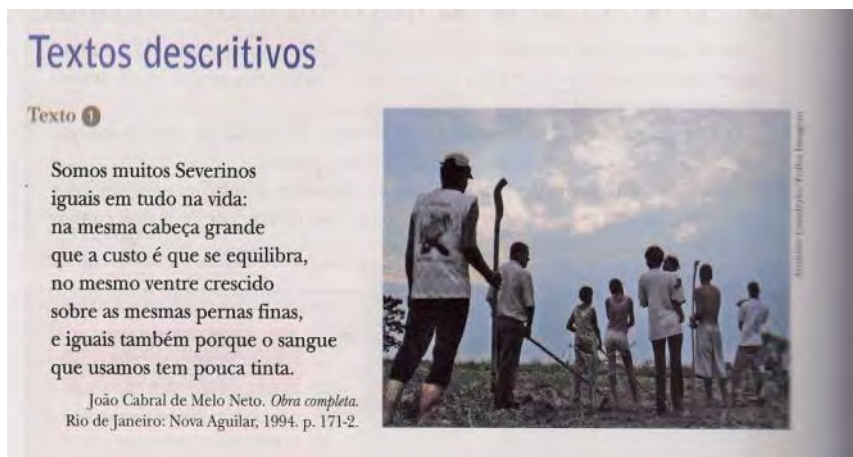 Textos descritivos
Texto 1
Somos muitos Severinos
iguais em tudo na vida:
na mesma cabeça grande
que a custo é que se equilibra,
no mesmo ventre crescido
sobre as mesmas pernas finas,
e iguais também porque o sangue
que usamos tem pouca tinta.
João Cabral de Melo Neto. Obra completa.
Rio de Janeiro: Nova Aguilar, 1994. p. 171-2.